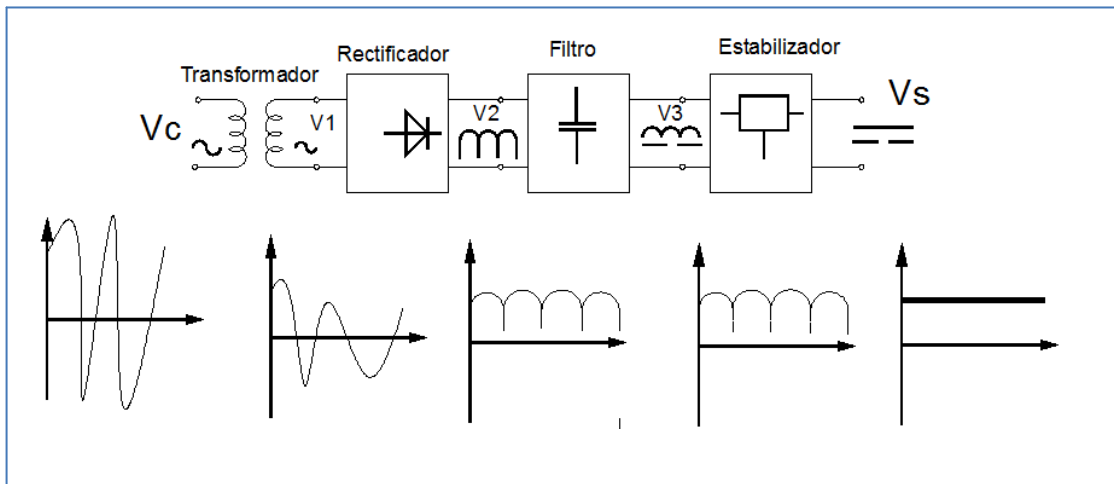 Transformador
Rectificador
Filtro
Estabilizador
Vc
V1
V2
V3
Vs